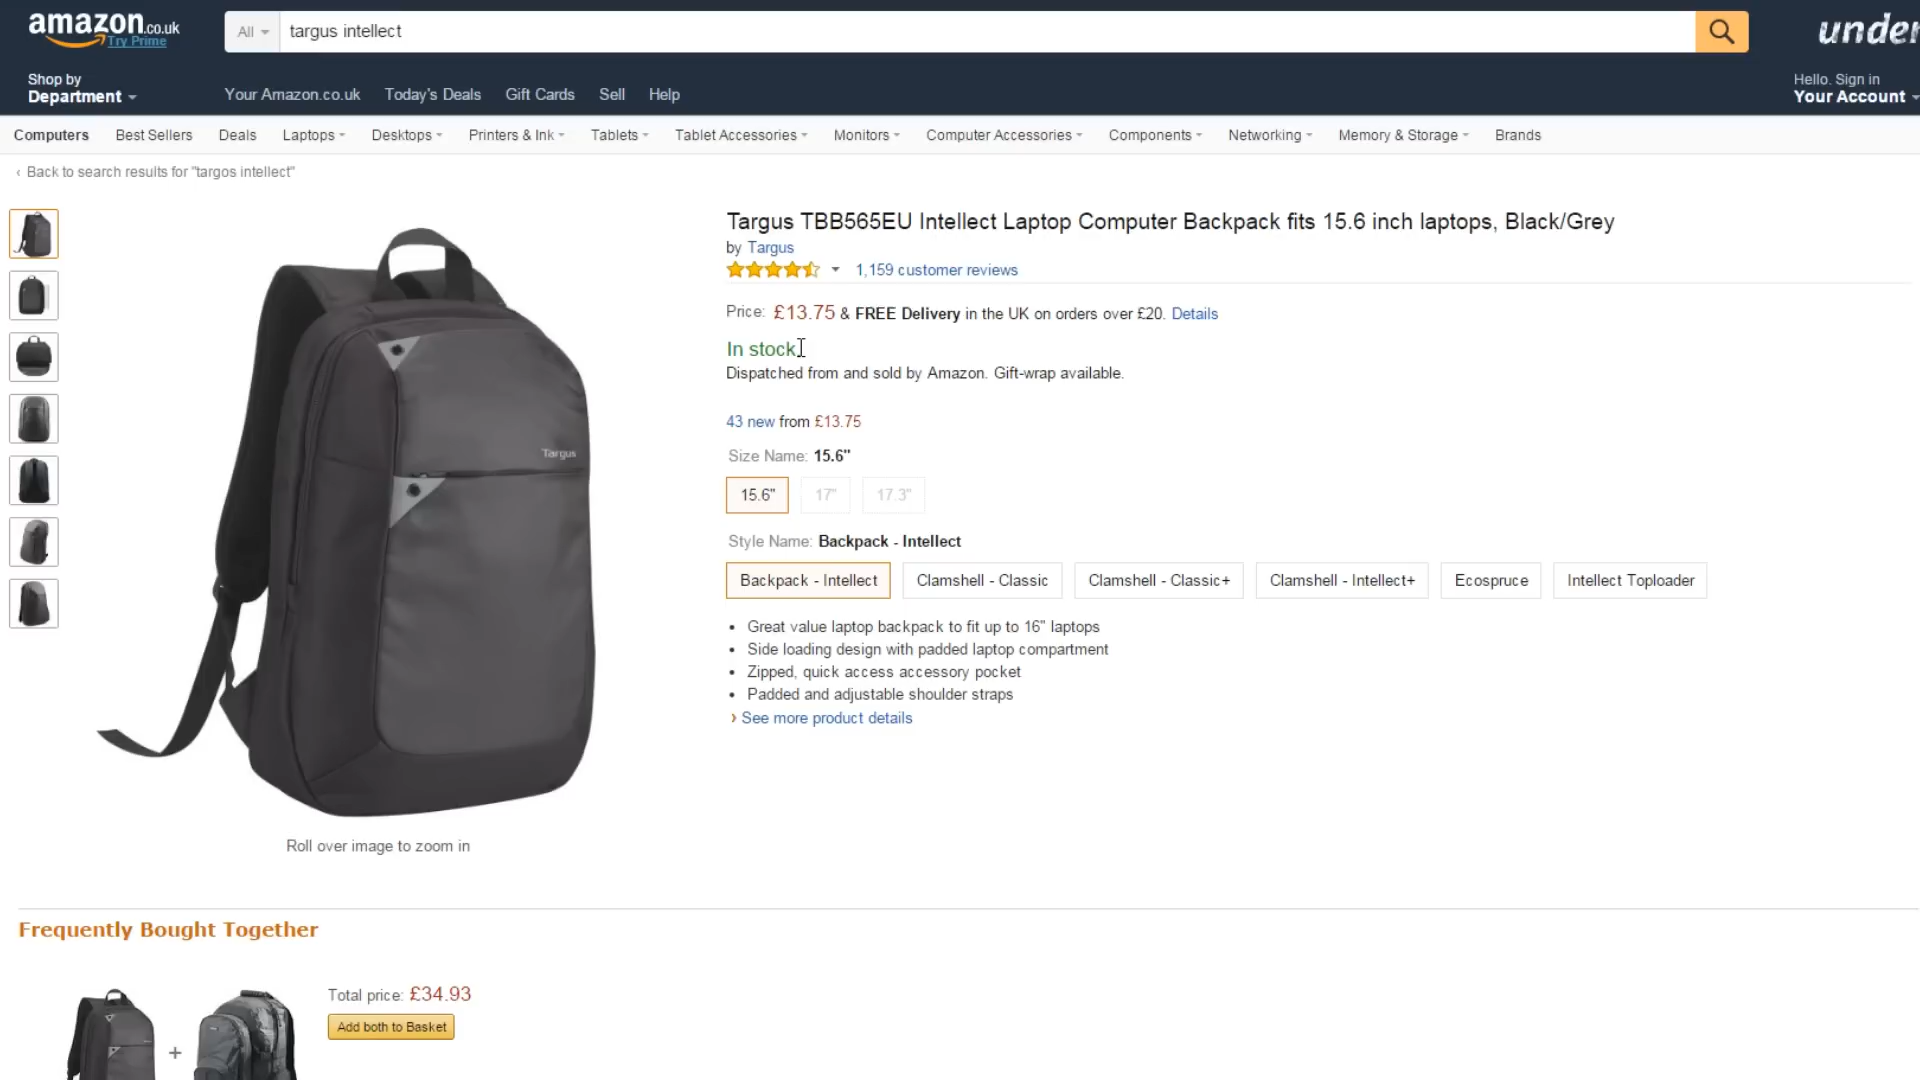 amazon.co.uk
Try Prime
All
targus intellect
under
Shop by
Department
Your Amazon.co.uk
Today's Deals
Gift Cards
Sell
Help
Hello. Sign in
Your Account
Computers
Best Sellers
Deals
Laptops
Desktops
Printers & Ink
Tablets
Tablet Accessories
Monitors
Computer Accessories
Components
Networking
Memory & Storage
Brands
‹ Back to search results for "targos intellect"
Targus TBB565EU Intellect Laptop Computer Backpack fits 15.6 inch laptops, Black/Grey
by Targus
1,159 customer reviews
Price: £13.75 & FREE Delivery in the UK on orders over £20. Details
In stock.
Dispatched from and sold by Amazon. Gift-wrap available.
43 new from £13.75
Size Name: 15.6"
15.6"
17"
17.3"
Style Name: Backpack - Intellect
Backpack - Intellect
Clamshell - Classic
Clamshell - Classic+
Clamshell - Intellect+
Ecospruce
Intellect Toploader
• Great value laptop backpack to fit up to 16" laptops
• Side loading design with padded laptop compartment
• Zipped, quick access accessory pocket
• Padded and adjustable shoulder straps
› See more product details
Targus
Roll over image to zoom in
Frequently Bought Together
Total price: £34.93
Add both to Basket
+